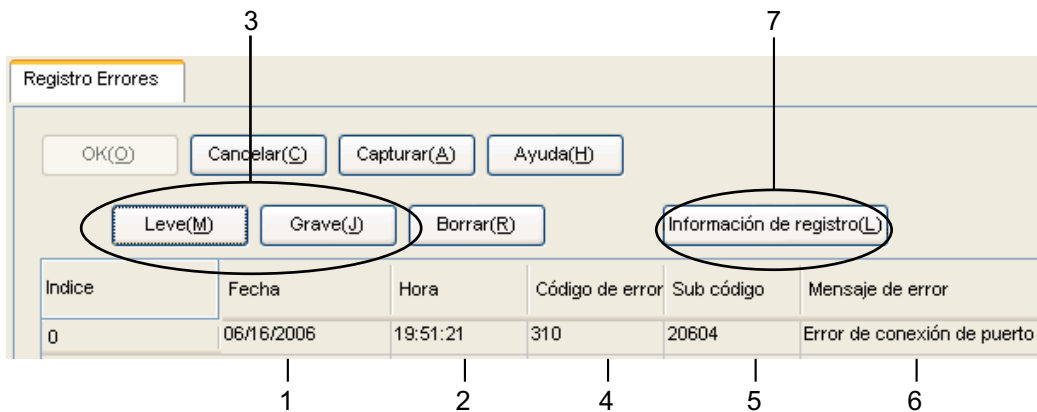 3 7
Registro Errores
OK(O) Cancelar(C) Capturar(A) Ayuda(H)
Leve(M) Grave(J) Borrar(R) Información de registro(L)
Indice Fecha Hora Código de error Sub código Mensaje de error
0 06/16/2006 19:51:21 310 20604 Error de conexión de puerto
1 2 4 5 6